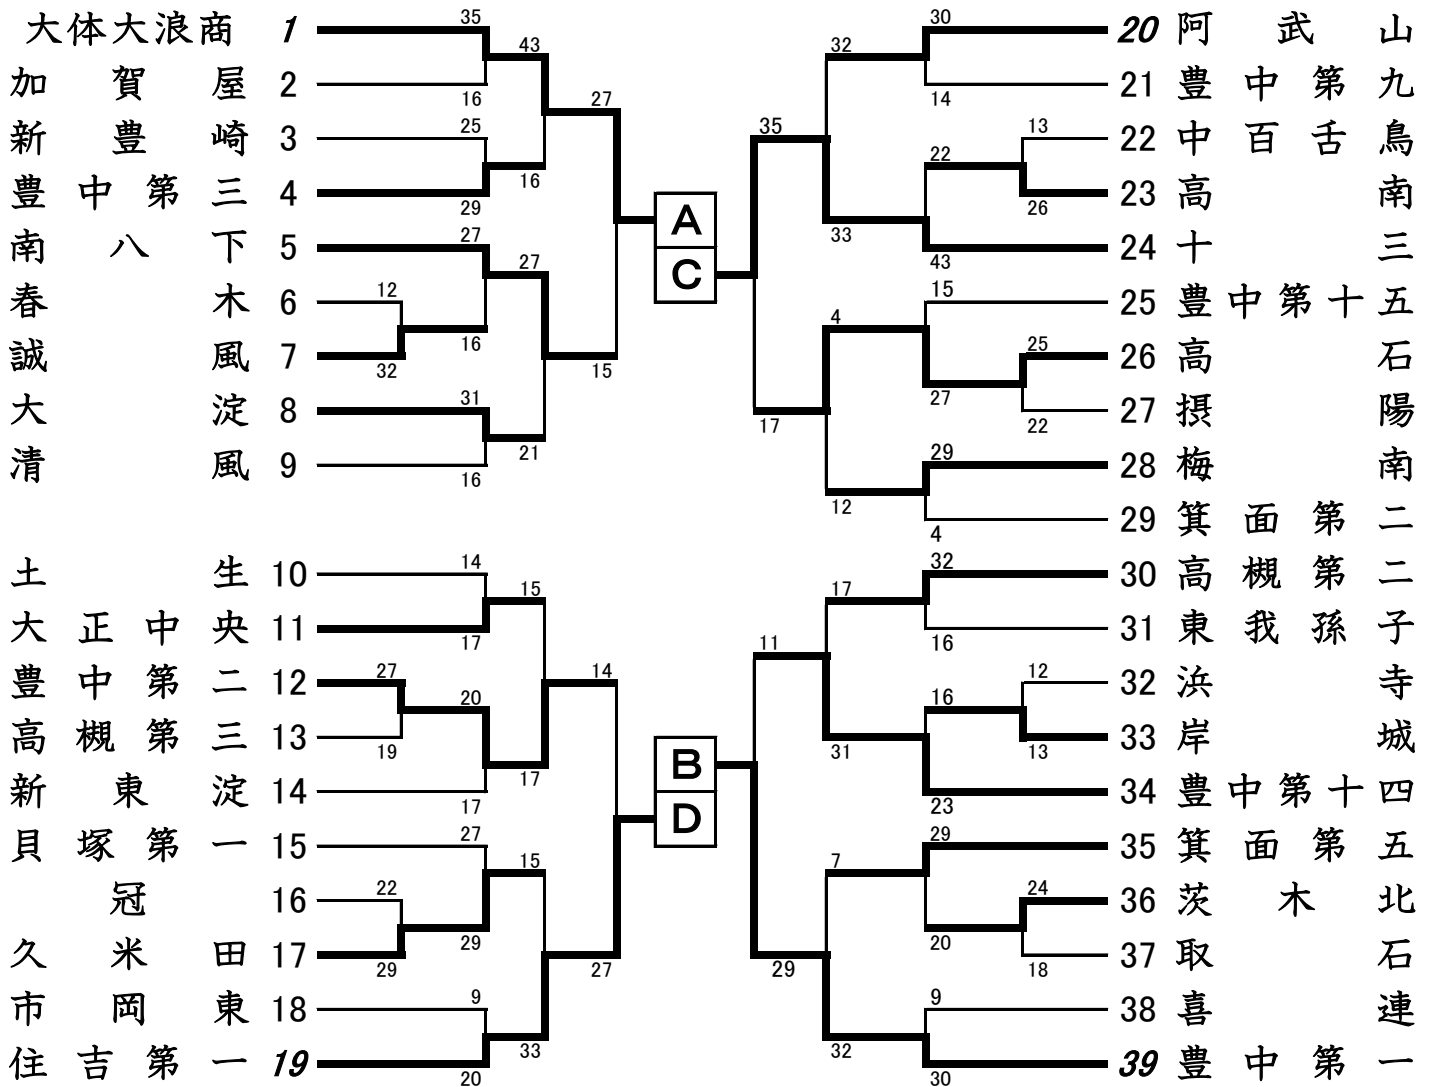 大体大浪商 1
加賀屋 2
新豊崎 3
豊中第三 4
南八下 5
春木 6
誠風 7
大淀 8
清風 9
土生 10
大正中央 11
豊中第二 12
高槻第三 13
新東淀 14
貝塚第一 15
冠 16
久米田 17
市岡東 18
住吉第一 19
35
16
25
29
27
12
32
16
31
16
43
16
27
21
27
15
14
17
27
19
20
17
27
22
29
29
9
20
15
17
15
33
14
27
A
C
B
D
35
17
11
29
32
33
4
12
17
31
7
32
30
14
22
13
26
43
15
25
22
27
29
4
32
16
16
12
13
23
29
24
18
20
9
30
20 阿武山
21 豊中第九
22 中百舌鳥
23 高南
24 十三
25 豊中第十五
26 高石
27 摂陽
28 梅南
29 箕面第二
30 高槻第二
31 東我孫子
32 浜寺
33 岸城
34 豊中第十四
35 箕面第五
36 茨木北
37 取石
38 喜連
39 豊中第一